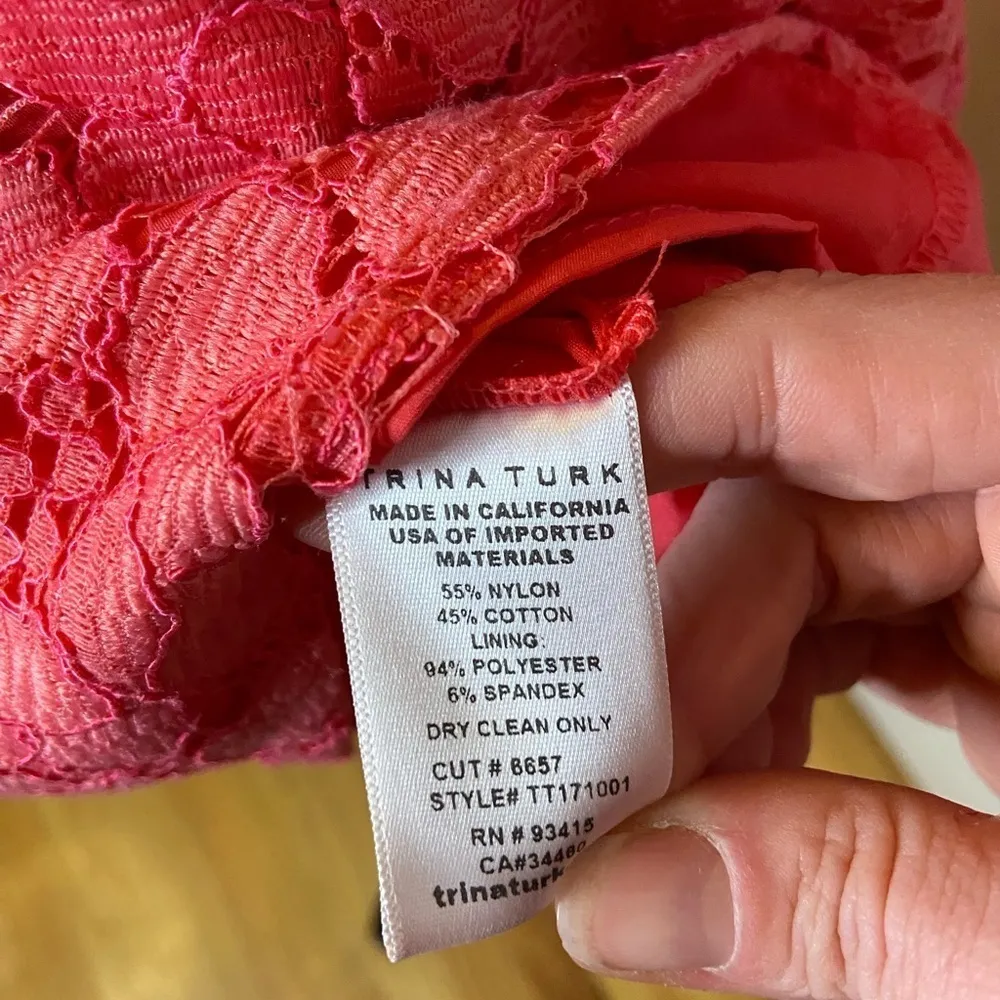 TRINA TURK
MADE IN CALIFORNIA
USA OF IMPORTED
MATERIALS
55% NYLON
45% COTTON
LINING:
94% POLYESTER
6% SPANDEX
DRY CLEAN ONLY
CUT # 6657
STYLE# TT171001
RN # 93415